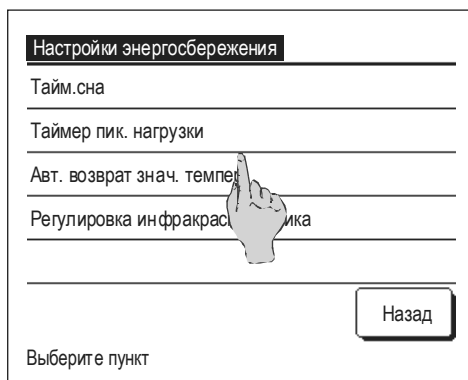 Настройки энергосбережения
Тайм.сна
Таймер пик. нагрузки
Авт. возврат знач.
Регулировка
Назад
Выберите пункт